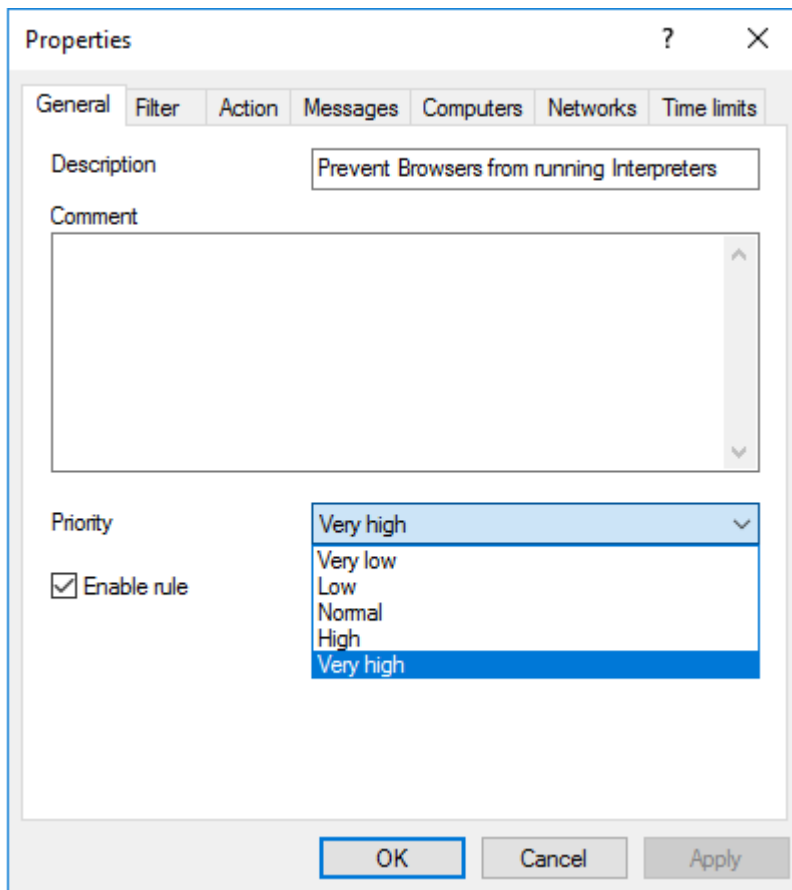 Properties ?
General Filter Action Messages Computers Networks Time limits
Description Prevent Browsers from running Interpreters
Comment
Priority Very high
Very low
Enable rule Low
Normal
High
Very high
OK Cancel Apply